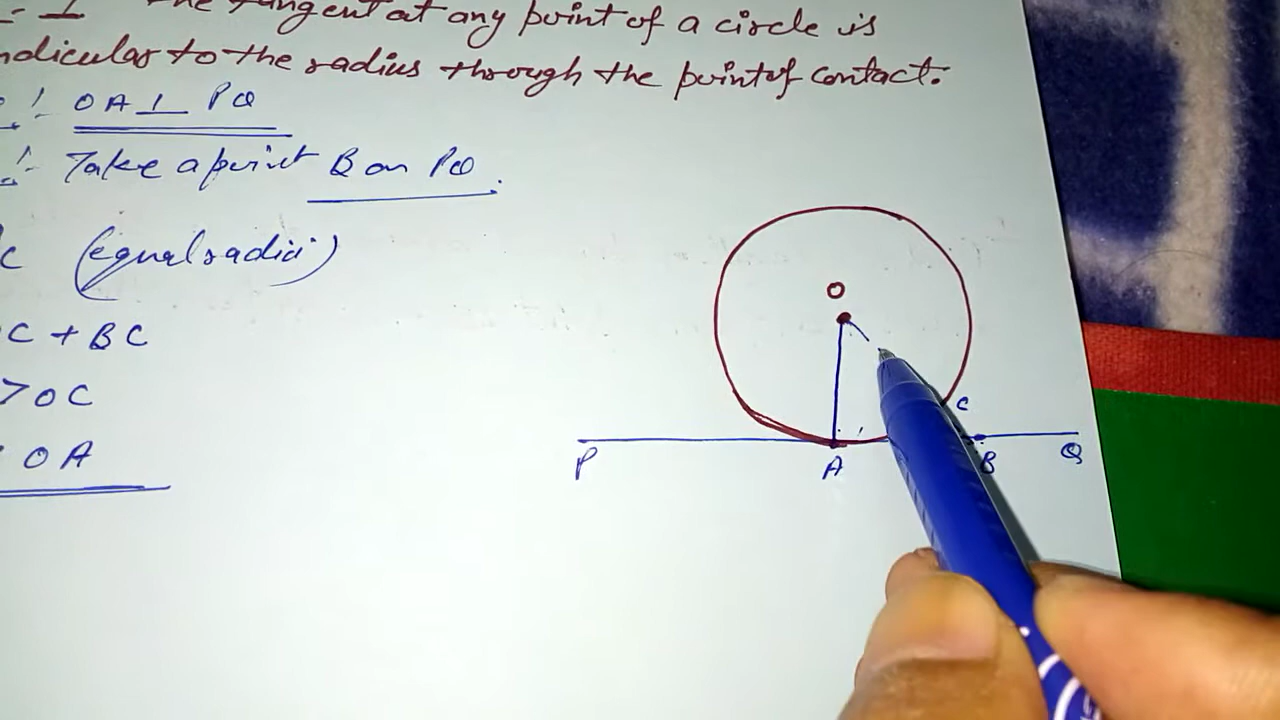 - 1 The tangent at any point of a circle is
ndicular to the radius through the point of contact.
:- OA ⊥ PQ
:- Take a point B on PQ.
C (equal radii)
C + BC
> OC
OA
O
C
P A B Q